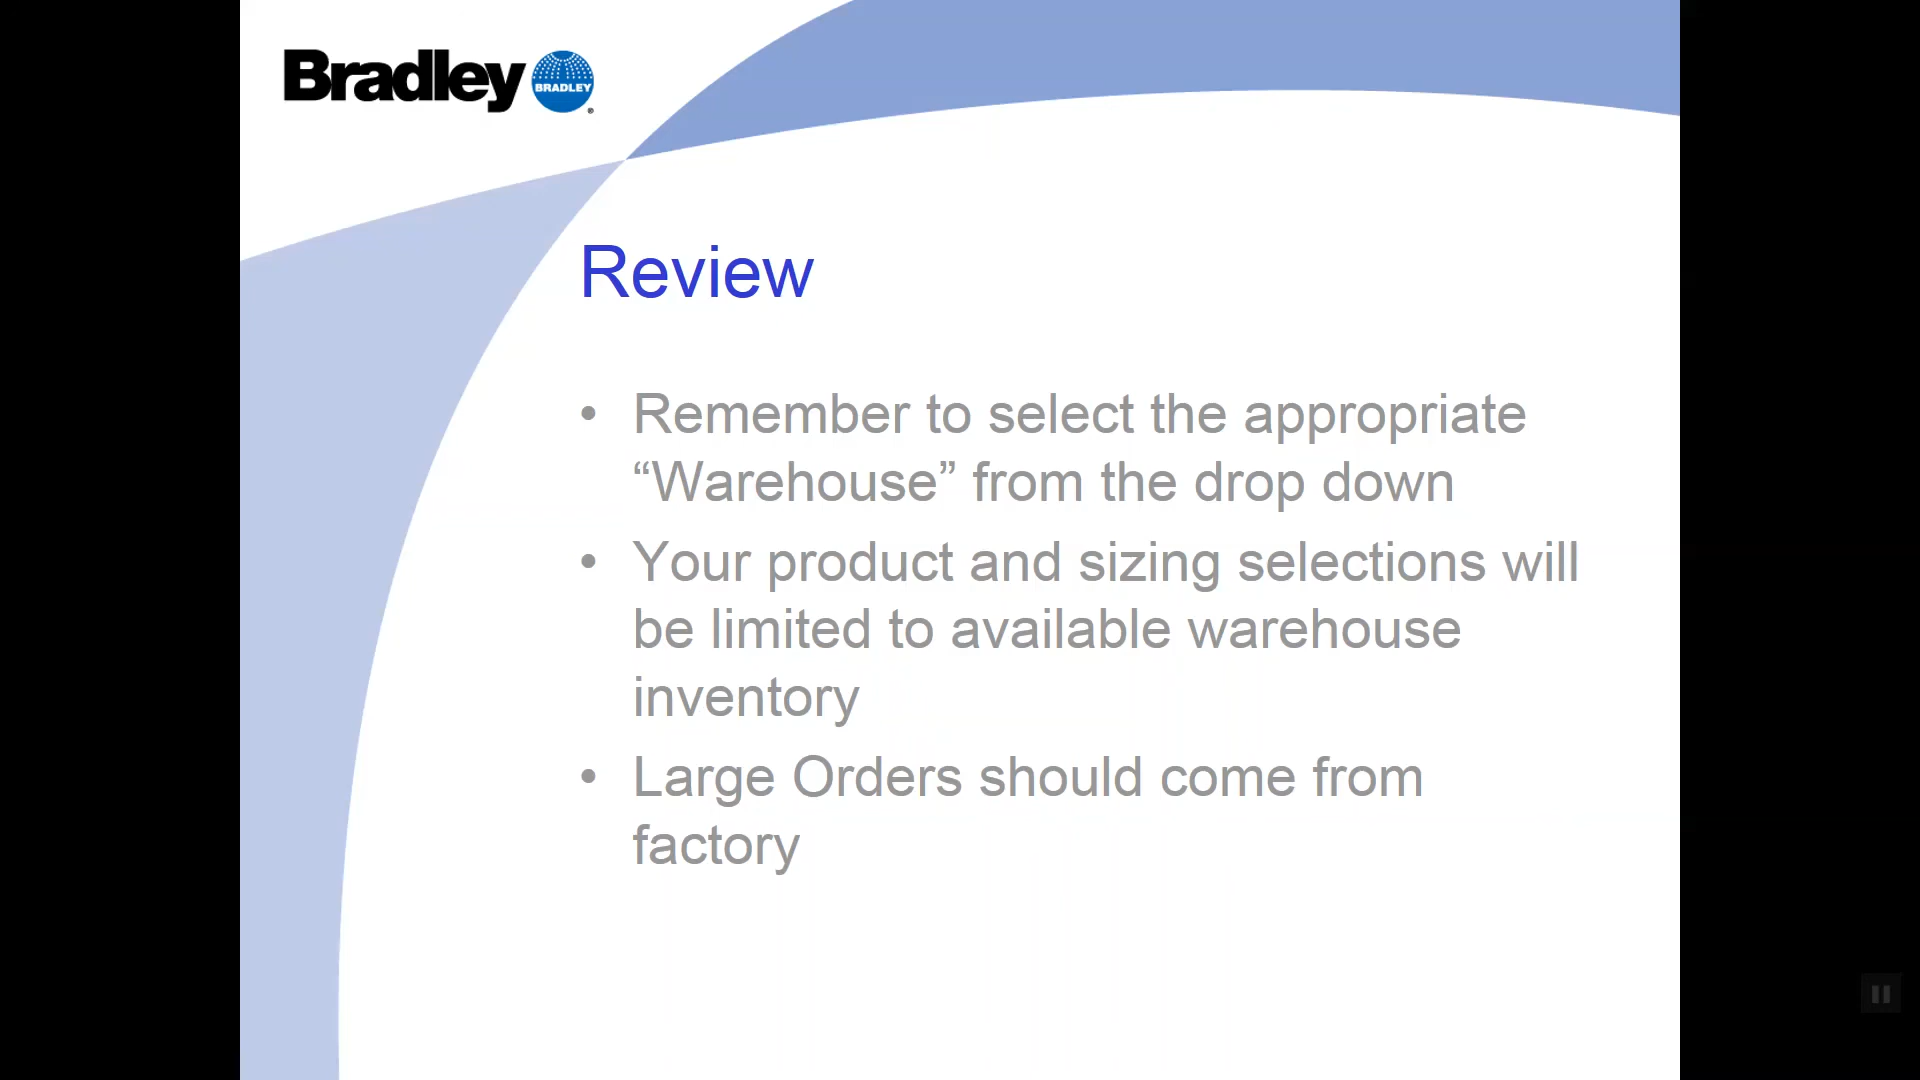 Bradley
BRADLEY
Review
• Remember to select the appropriate
“Warehouse” from the drop down
• Your product and sizing selections will
be limited to available warehouse
inventory
• Large Orders should come from
factory